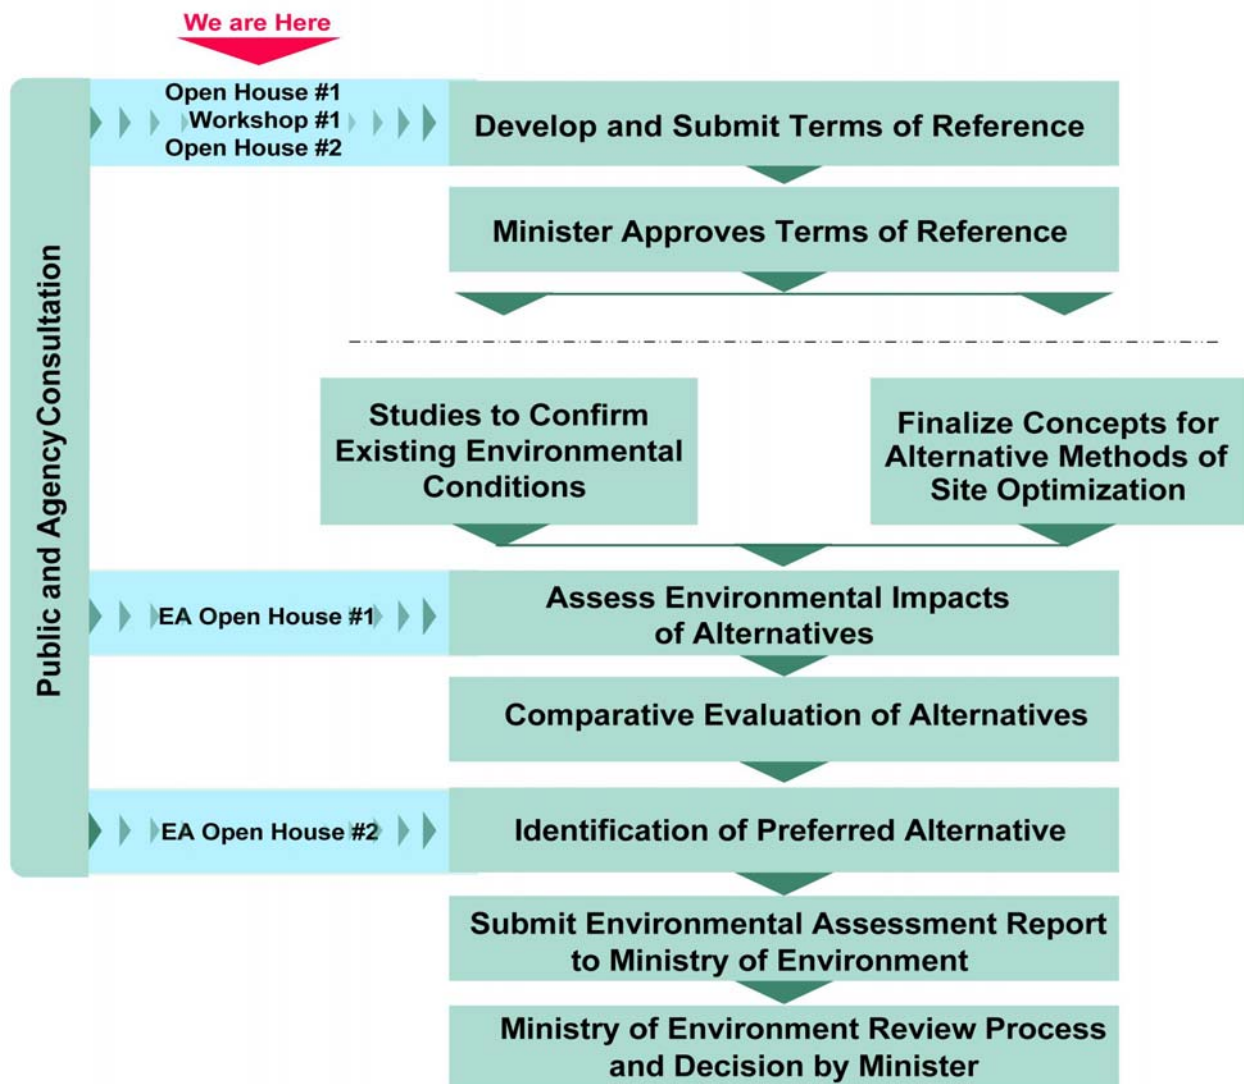 We are Here
Open House #1
Workshop #1
Open House #2
Develop and Submit Terms of Reference
Minister Approves Terms of Reference
Public and AgencyConsultation
Studies to Confirm
Existing Environmental
Conditions
Finalize Concepts for
Alternative Methods of
Site Optimization
EA Open House #1
Assess Environmental Impacts
of Alternatives
Comparative Evaluation of Alternatives
EA Open House #2
Identification of Preferred Alternative
Submit Environmental Assessment Report
to Ministry of Environment
Ministry of Environment Review Process
and Decision by Minister